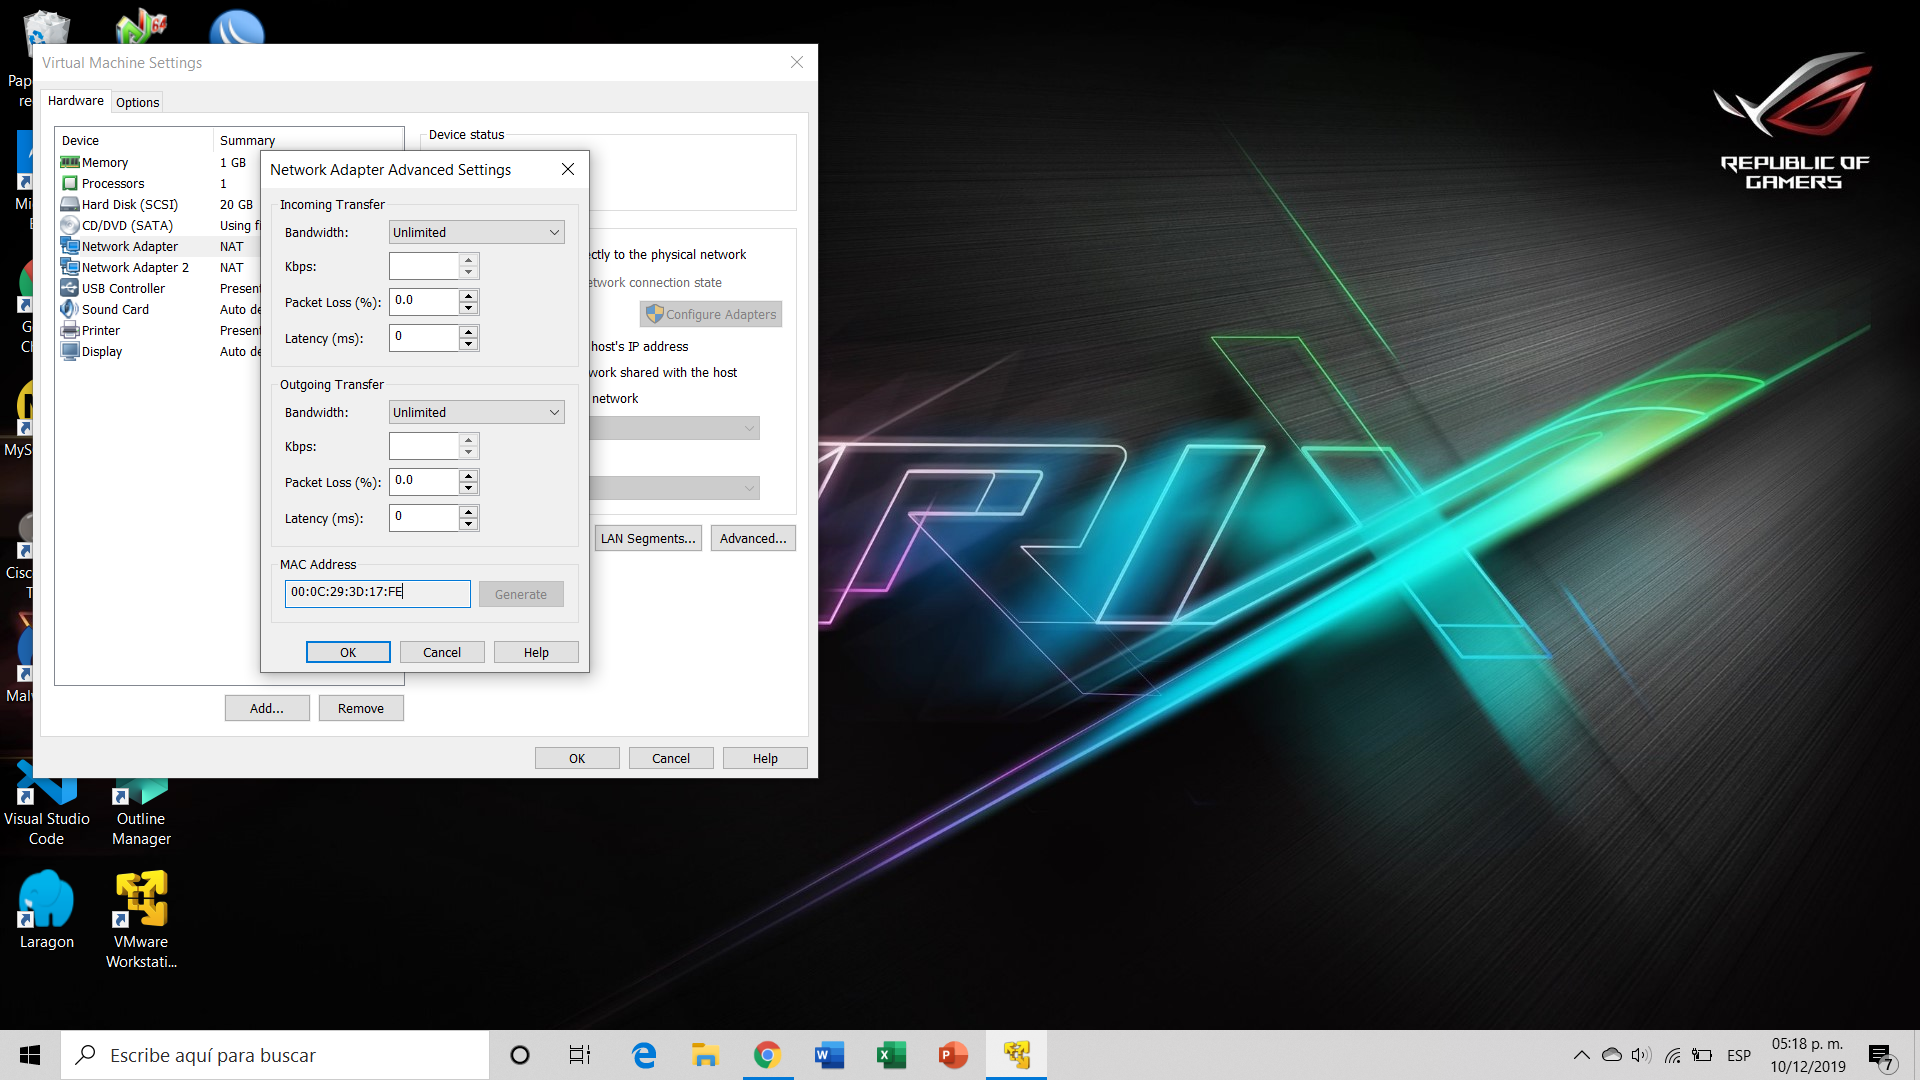 Virtual Machine Settings
Hardware
Options
Device
Summary
Memory
1 GB
Processors
1
Hard Disk (SCSI)
20 GB
CD/DVD (SATA)
Using
Network Adapter
NAT
Network Adapter 2
NAT
USB Controller
Present
Sound Card
Auto de
Printer
Present
Display
Auto de
Add...
Remove
Device status
ctly to the physical network
etwork connection state
Configure Adapters
host's IP address
work shared with the host
network
LAN Segments...
Advanced...
OK
Cancel
Help
Network Adapter Advanced Settings
Incoming Transfer
Bandwidth:
Unlimited
Kbps:
Packet Loss (%):
0.0
Latency (ms):
0
Outgoing Transfer
Bandwidth:
Unlimited
Kbps:
Packet Loss (%):
0.0
Latency (ms):
0
MAC Address
00:0C:29:3D:17:FE
Generate
OK
Cancel
Help
REPUBLIC OF
GAMERS
Pap
re
64
Mi
G
Ch
MyS
Cisc
T
Malw
Visual Studio
Code
Outline
Manager
Laragon
VMware
Workstati...
Escribe aquí para buscar
ESP
05:18 p. m.
10/12/2019
7